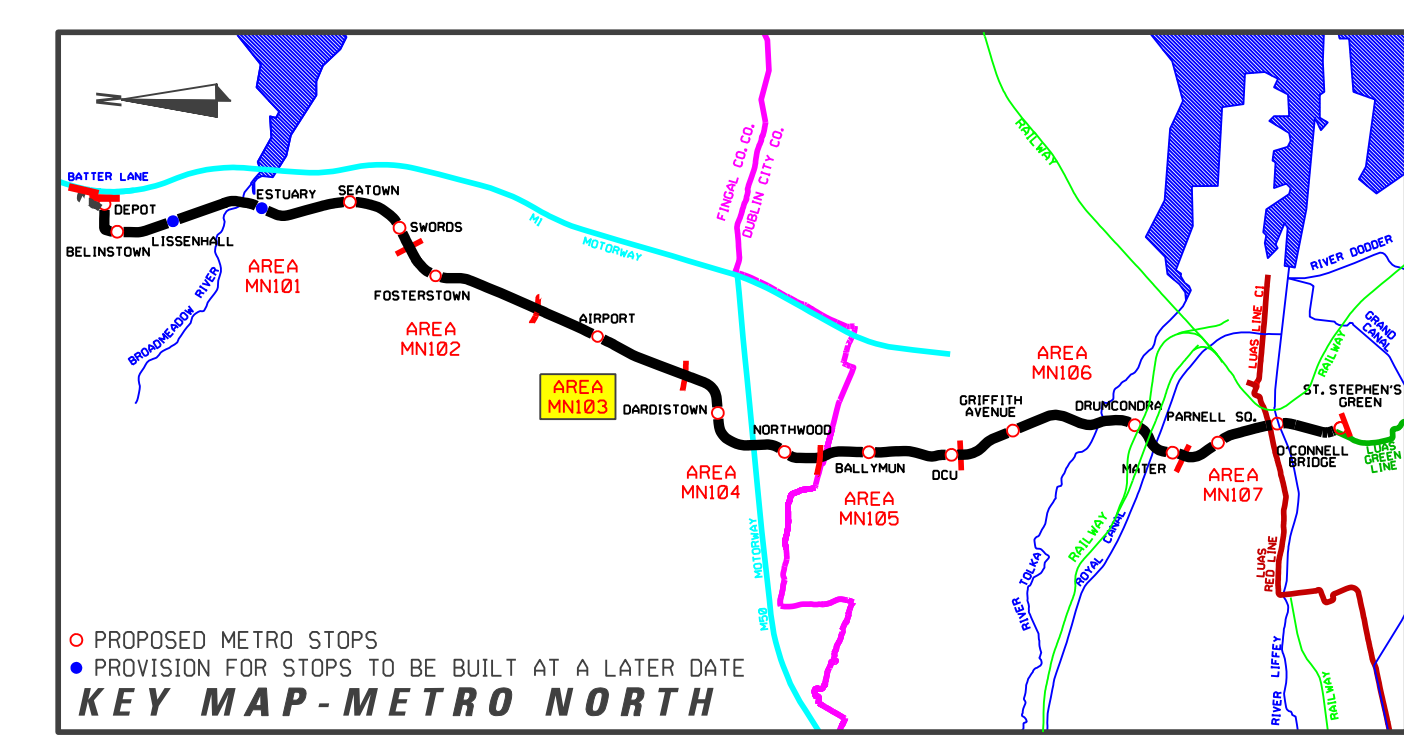 N
BATTER LANE
DEPOT
BELINSTOWN
LISSENHALL
ESTUARY
SEATOWN
SWORDS
BROADMEADOW RIVER
AREA
MN101
FOSTERSTOWN
AREA
MN102
M1
MOTORWAY
AIRPORT
AREA
MN103
FINGAL CO. CO.
DUBLIN CITY CO.
DARDISTOWN
NORTHWOOD
AREA
MN104
MOTORWAY
M50
BALLYMUN
AREA
MN105
DCU
GRIFFITH
AVENUE
AREA
MN106
DRUMCONDRA
MATER
PARNELL SO.
AREA
MN107
RAILWAY
RAILWAY
ROYAL CANAL
RIVER TOLKA
LUAS LINE C1
RIVER DODDER
GRAND
CANAL
RAILWAY
ST. STEPHEN'S
GREEN
O'CONNELL
BRIDGE
LUAS
GREEN
LINE
LUAS
RED LINE
RIVER LIFFEY
RAILWAY
PROPOSED METRO STOPS
PROVISION FOR STOPS TO BE BUILT AT A LATER DATE
KEY MAP-METRO NORTH